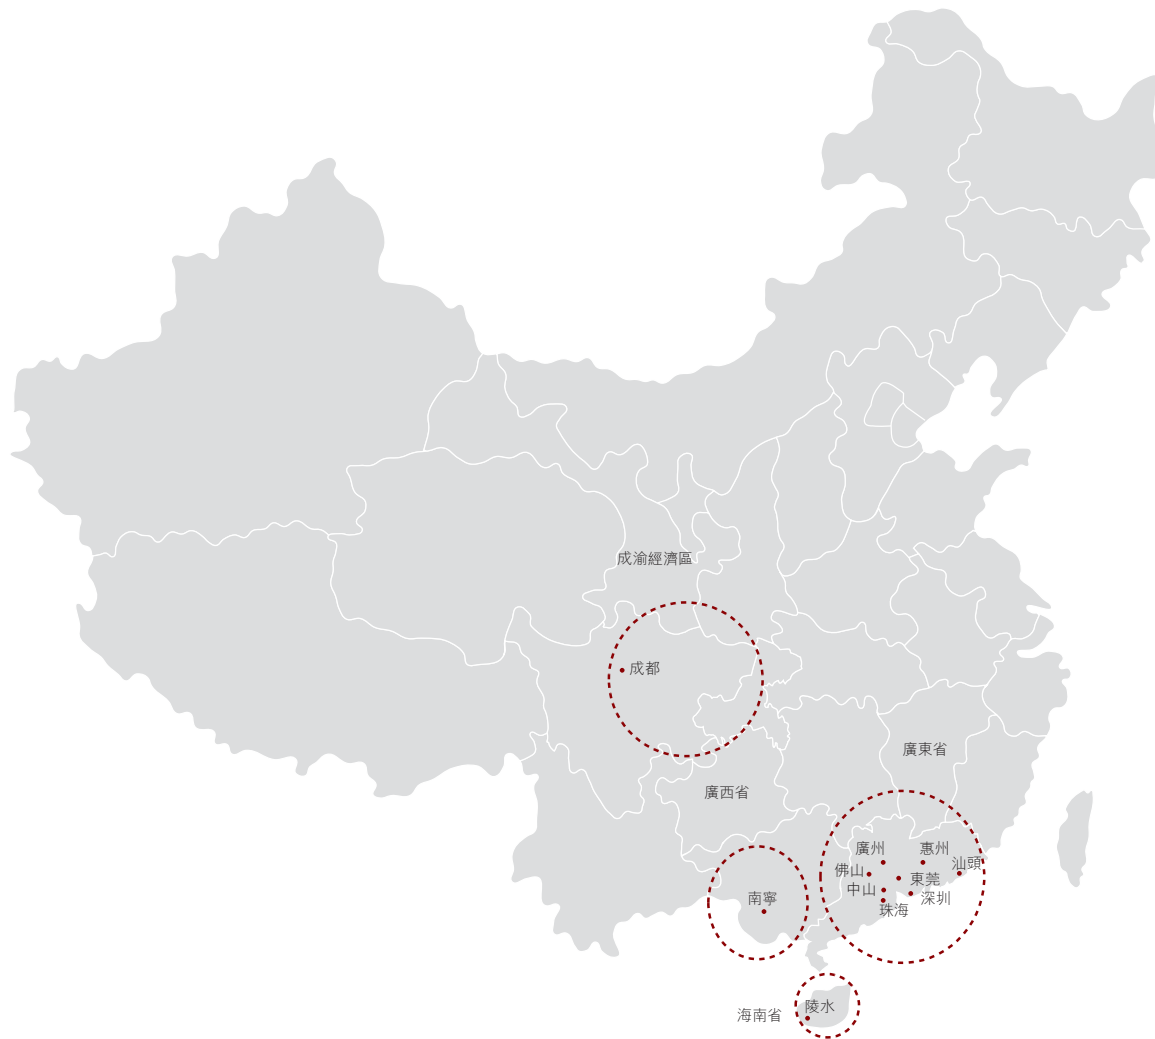 成渝經濟區
成都
廣東省
廣西省
廣州
惠州
汕頭
佛山
東莞
中山
深圳
南寧
珠海
陵水
海南省